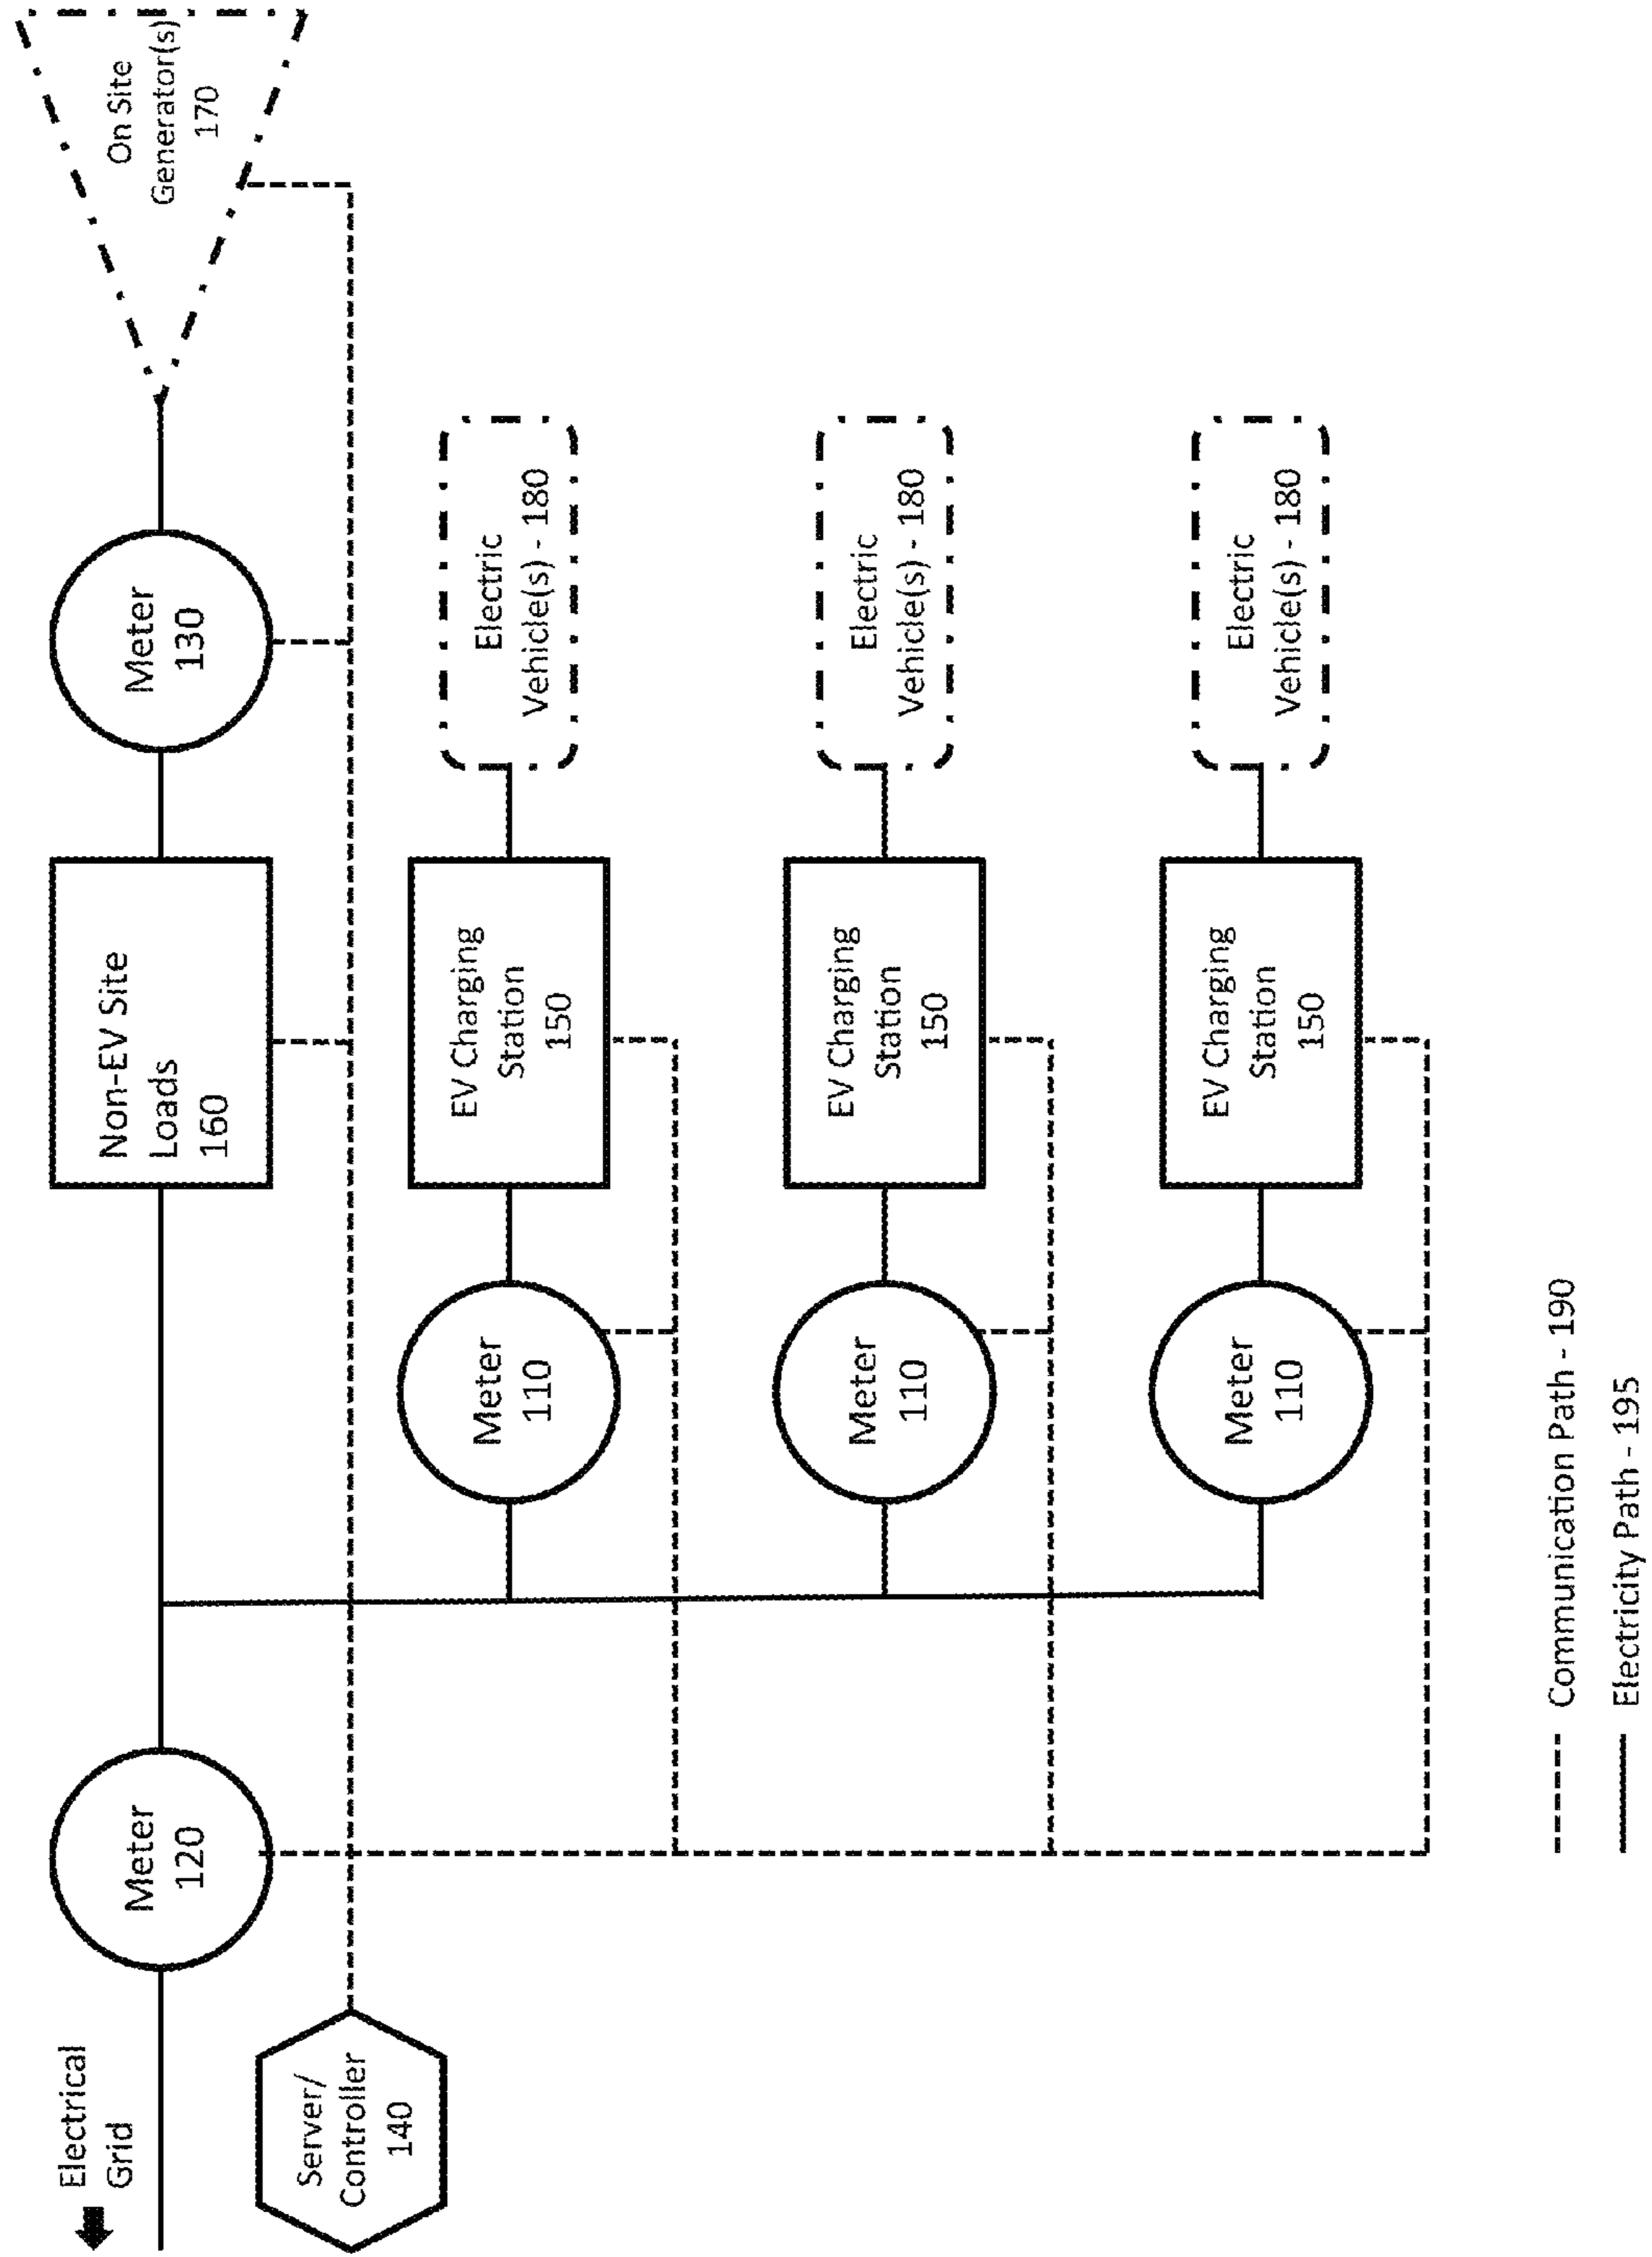 Electrical
Grid
Meter
120
Non-EV Site
Loads
160
Meter
130
On Site
Generator(s)
170
Server/
Controller
140
Meter
110
EV Charging
Station
150
Electric
Vehicle(s) - 180
Meter
110
EV Charging
Station
150
Electric
Vehicle(s) - 180
Meter
110
EV Charging
Station
150
Electric
Vehicle(s) - 180
Communication Path - 190
Electricity Path - 195